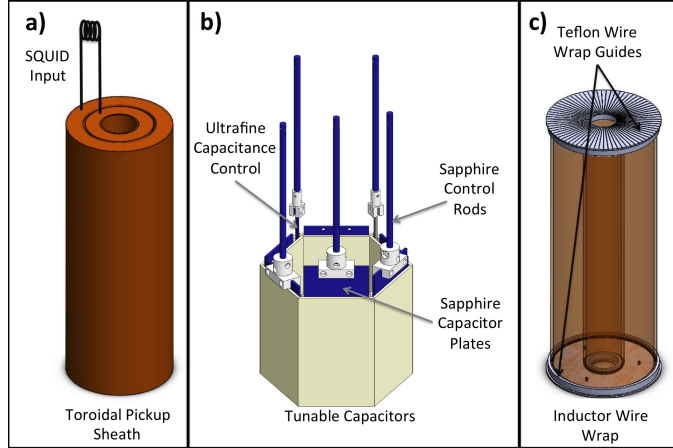 a)
SQUID
Input
Toroidal Pickup
Sheath
b)
Ultrafine
Capacitance
Control
Sapphire
Control
Rods
Sapphire
Capacitor
Plates
Tunable Capacitors
c)
Teflon Wire
Wrap Guides
Inductor Wire
Wrap